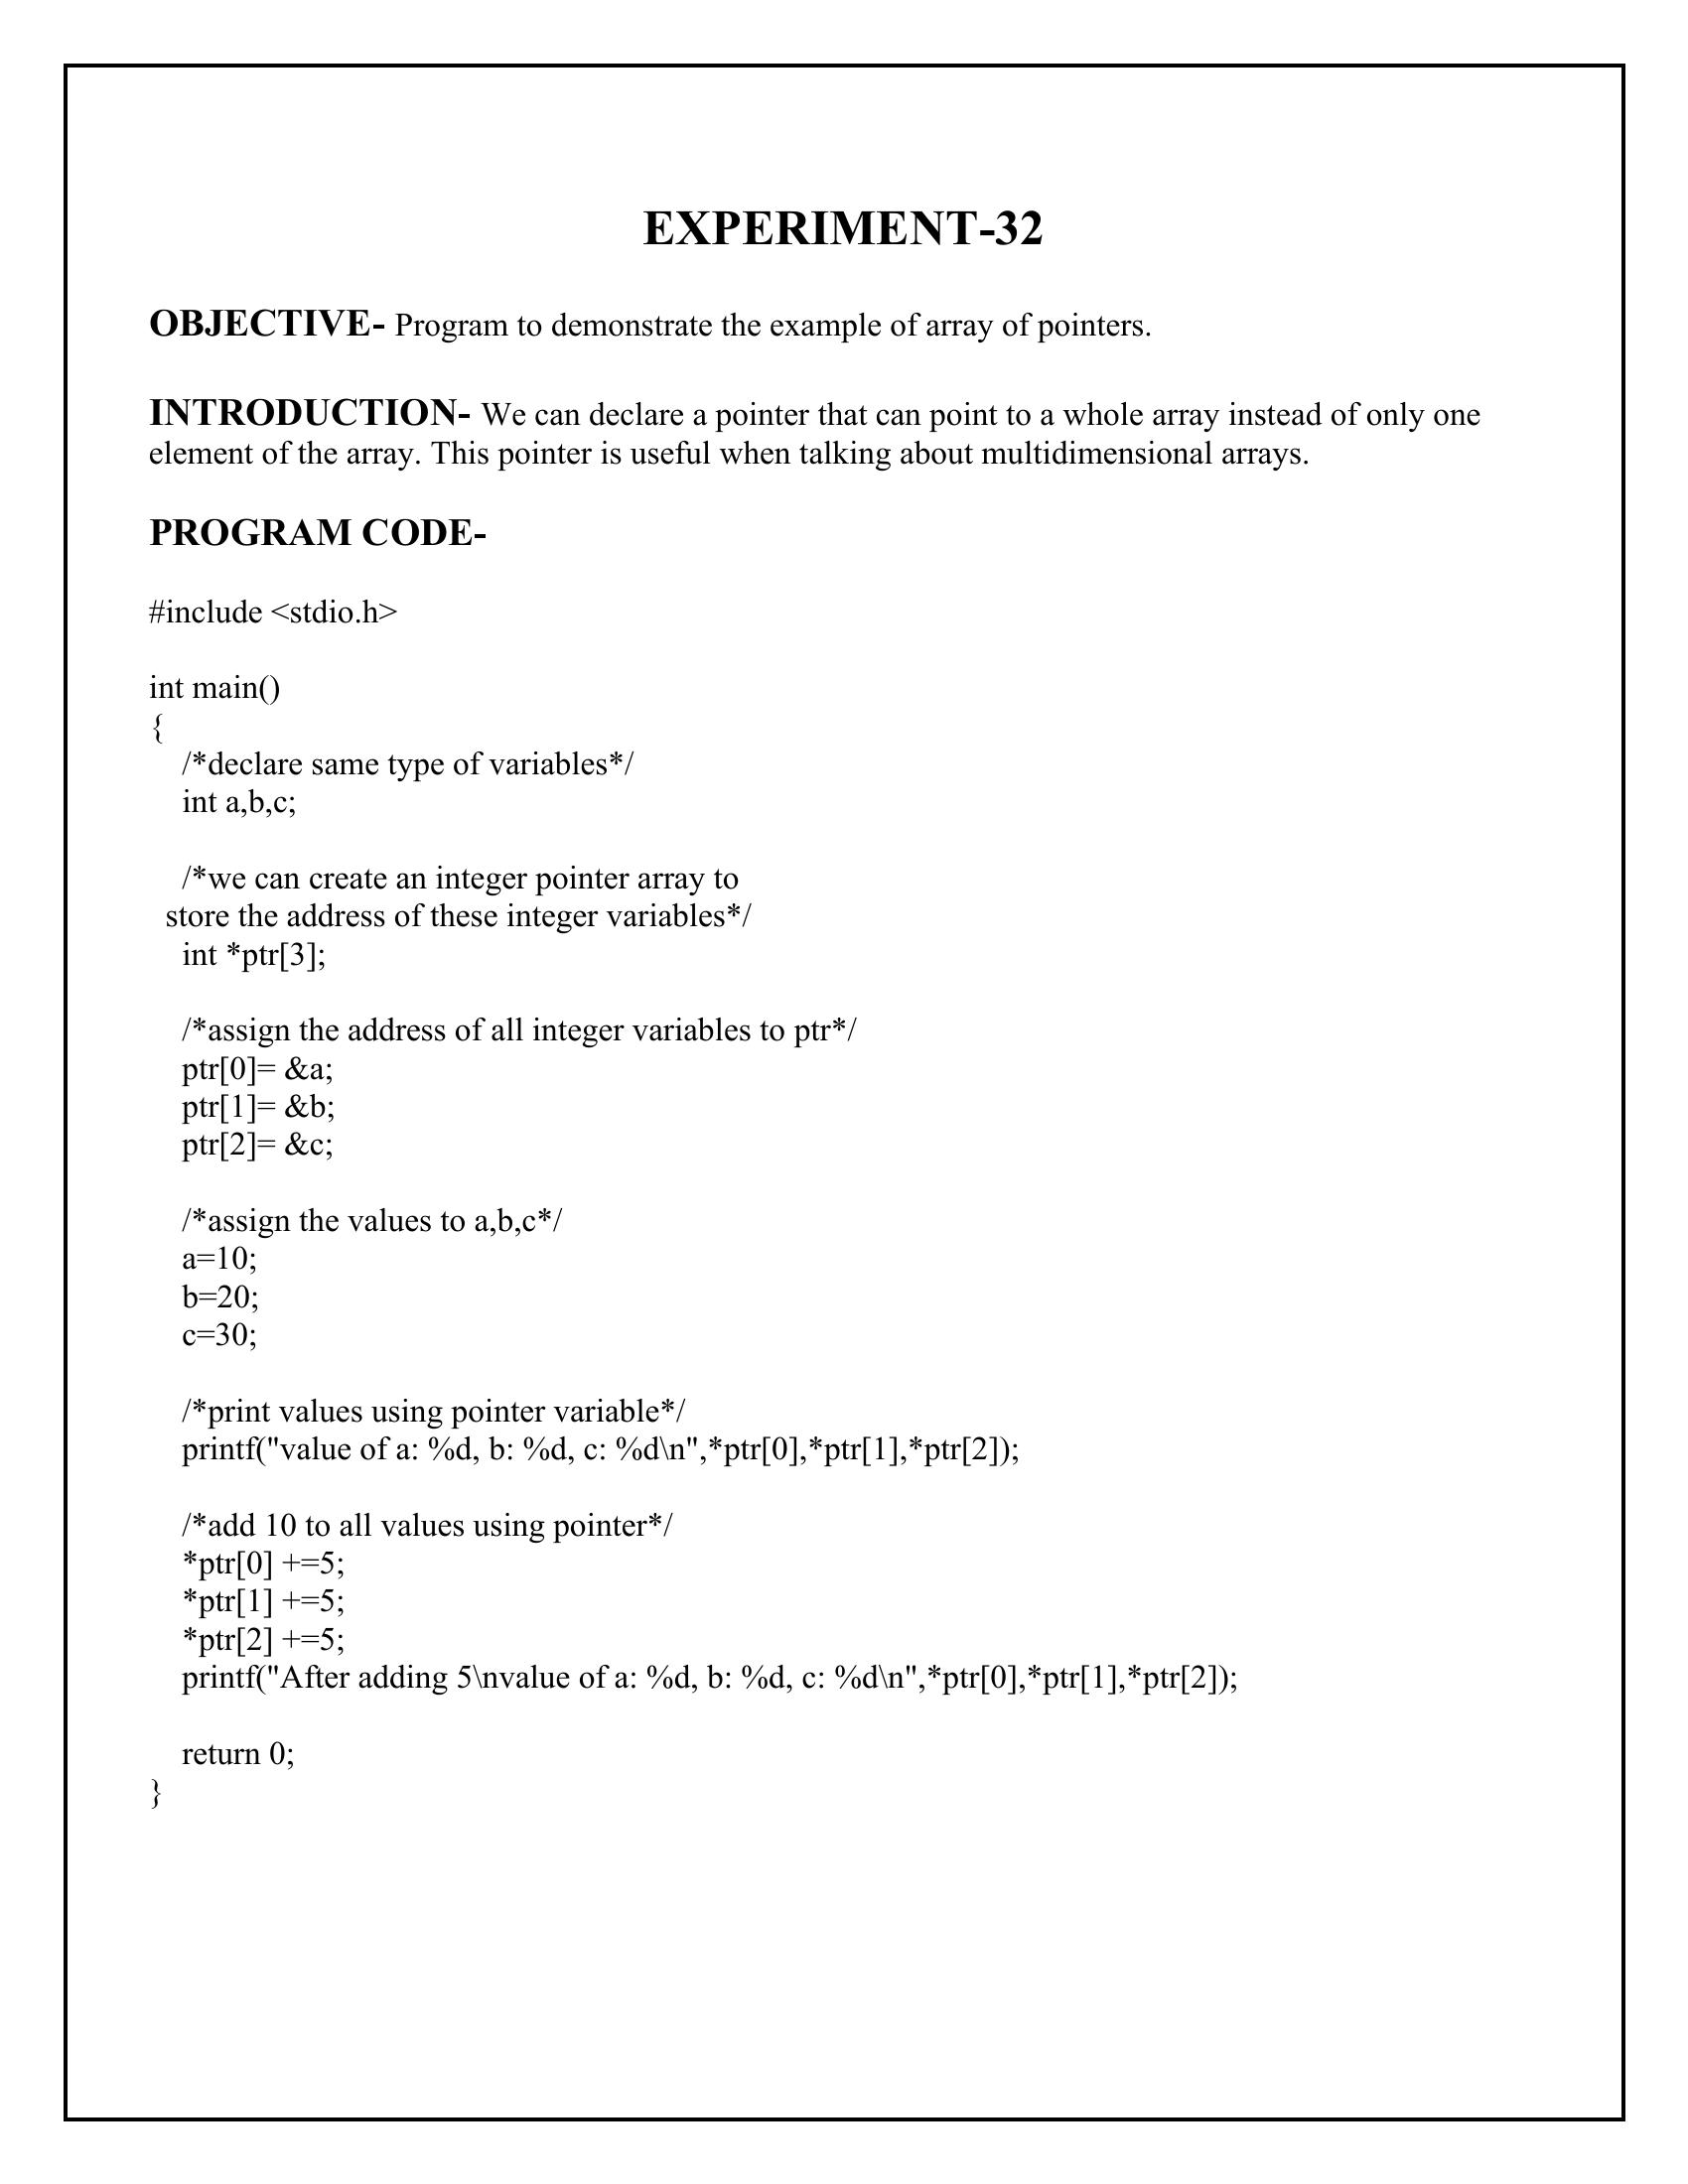 EXPERIMENT-32
OBJECTIVE- Program to demonstrate the example of array of pointers.
INTRODUCTION- We can declare a pointer that can point to a whole array instead of only one
element of the array. This pointer is useful when talking about multidimensional arrays.
PROGRAM CODE-
#include <stdio.h>
int main()
{
/*declare same type of variables*/
int a,b,c;
/*we can create an integer pointer array to
store the address of these integer variables*/
int *ptr[3];
/*assign the address of all integer variables to ptr*/
ptr[0]= &a;
ptr[1]= &b;
ptr[2]= &c;
/*assign the values to a,b,c*/
a=10;
b=20;
c=30;
/*print values using pointer variable*/
printf("value of a: %d, b: %d, c: %d\n",*ptr[0],*ptr[1],*ptr[2]);
/*add 10 to all values using pointer*/
*ptr[0] +=5;
*ptr[1] +=5;
*ptr[2] +=5;
printf("After adding 5\nvalue of a: %d, b: %d, c: %d\n",*ptr[0],*ptr[1],*ptr[2]);
return 0;
}